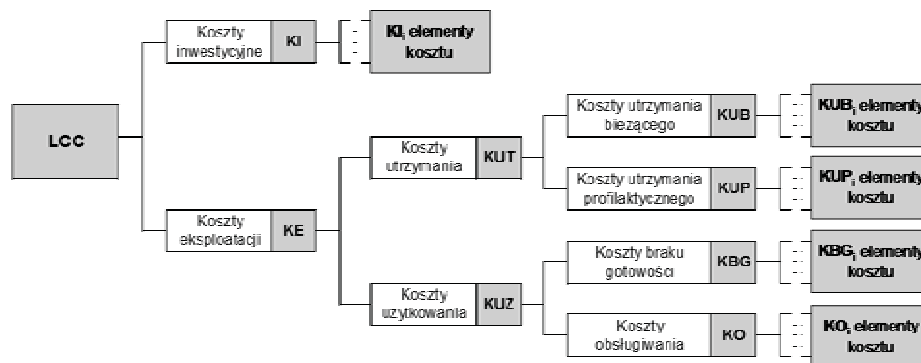 Koszty
inwestycyjne
KI
KIᵢ elementy
kosztu
LCC
Koszty
eksploatacji
KE
Koszty
utrzymania
KUT
Koszty
użytkowania
KUZ
Koszty utrzymania
bieżącego
KUB
KUBᵢ elementy
kosztu
Koszty utrzymania
profilaktycznego
KUP
KUPᵢ elementy
kosztu
Koszty braku
gotowości
KBG
KBGᵢ elementy
kosztu
Koszty
obsługiwania
KO
KOᵢ elementy
kosztu